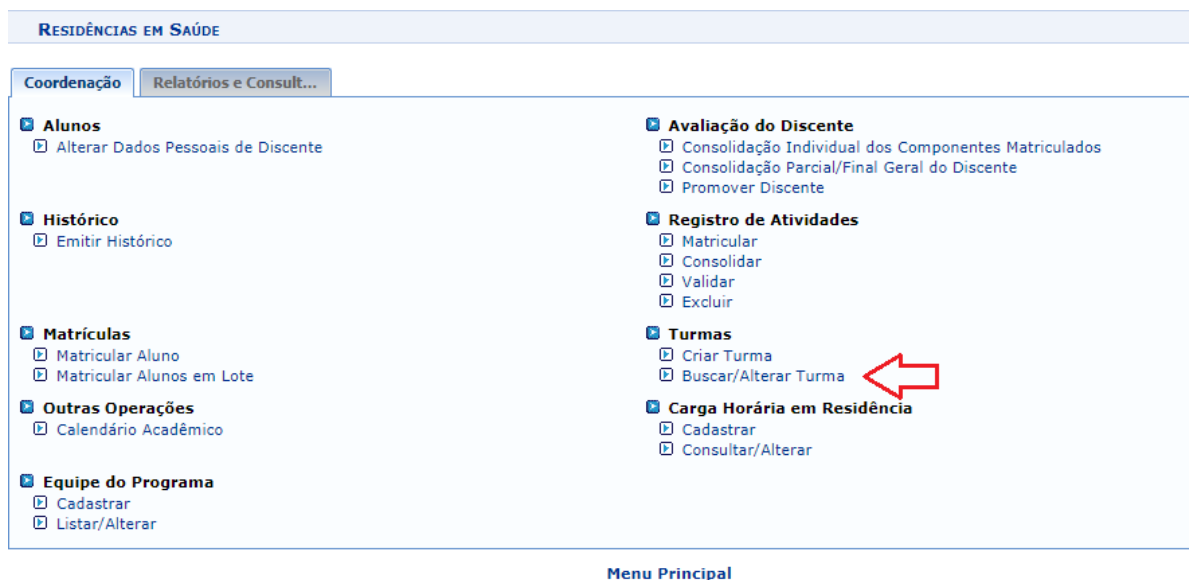 Residências em Saúde
Coordenação
Relatórios e Consult...
Alunos
Alterar Dados Pessoais de Discente
Avaliação do Discente
Consolidação Individual dos Componentes Matriculados
Consolidação Parcial/Final Geral do Discente
Promover Discente
Histórico
Emitir Histórico
Registro de Atividades
Matricular
Consolidar
Validar
Excluir
Matrículas
Matricular Aluno
Matricular Alunos em Lote
Turmas
Criar Turma
Buscar/Alterar Turma
Outras Operações
Calendário Acadêmico
Carga Horária em Residência
Cadastrar
Consultar/Alterar
Equipe do Programa
Cadastrar
Listar/Alterar
Menu Principal